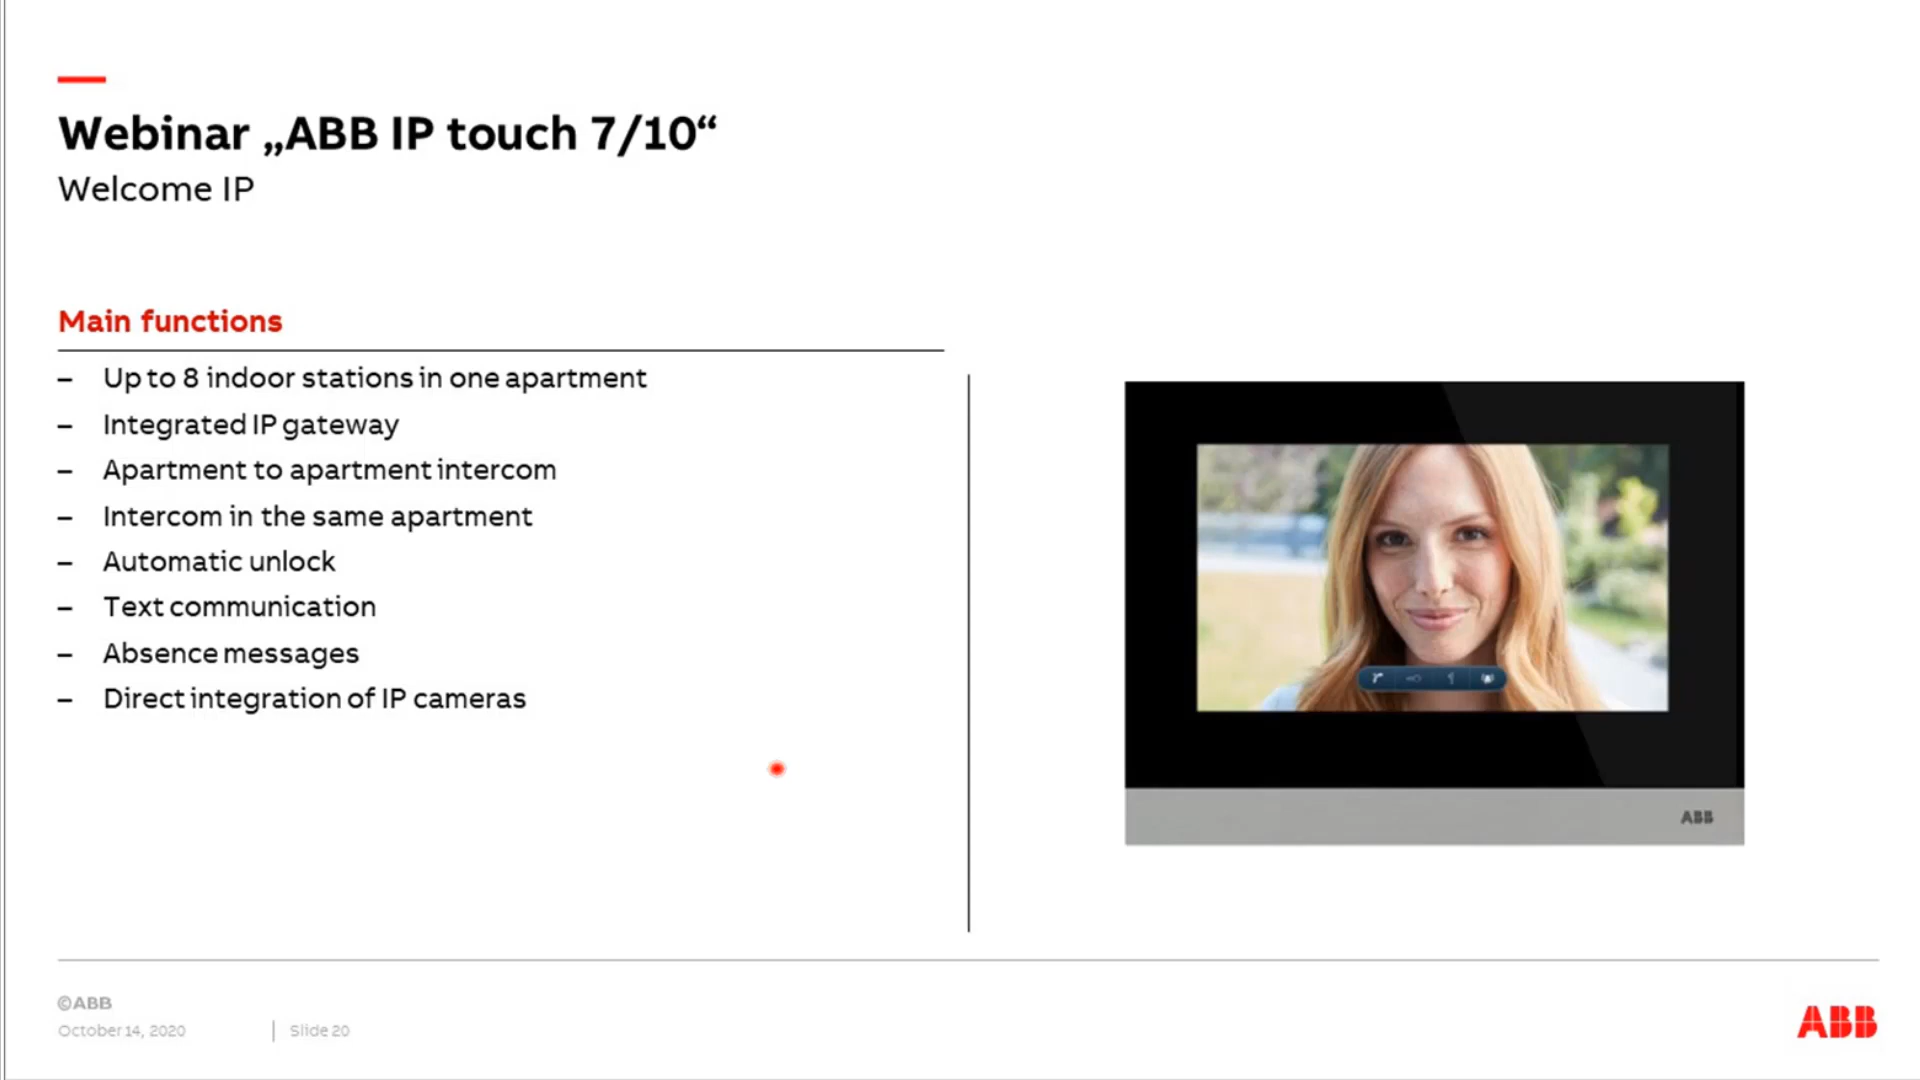 Webinar „ABB IP touch 7/10“
Welcome IP
Main functions
– Up to 8 indoor stations in one apartment
– Integrated IP gateway
– Apartment to apartment intercom
– Intercom in the same apartment
– Automatic unlock
– Text communication
– Absence messages
– Direct integration of IP cameras
ABB
©ABB
October 14, 2020 | Slide 20
ABB